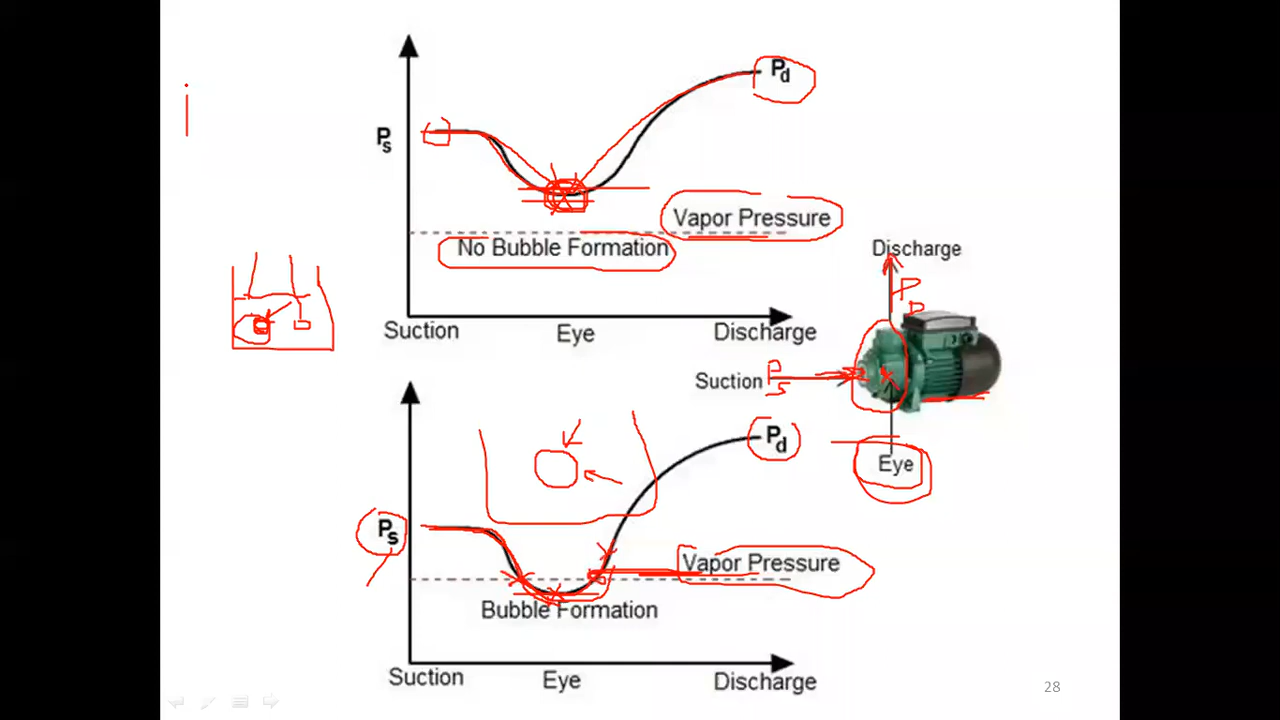 Pd
Ps
Vapor Pressure
No Bubble Formation
Suction
Eye
Discharge
Discharge
P
P
Suction
Ps
Eye
Pd
Ps
Vapor Pressure
Bubble Formation
Suction
Eye
Discharge
28